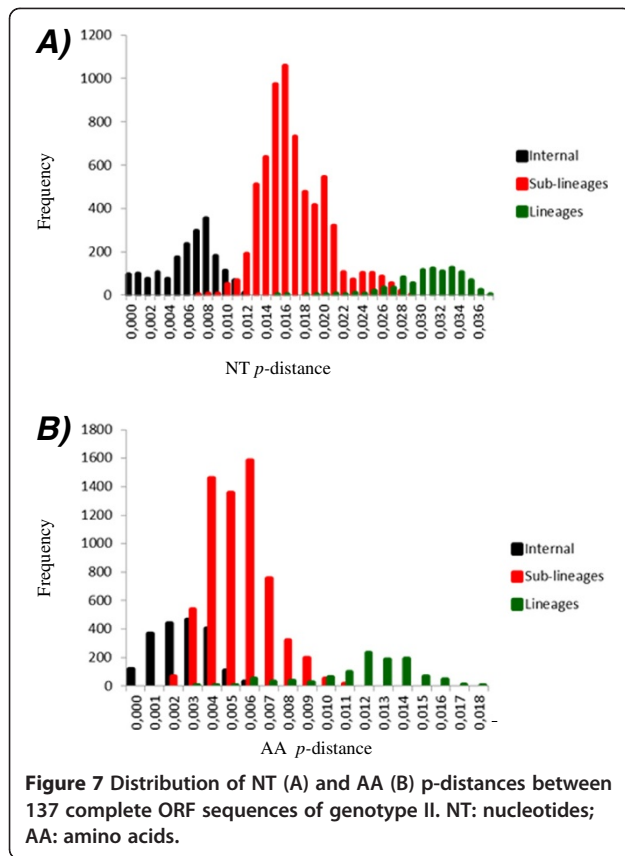 A)
1200
1000
800
600
400
200
0
Frequency
Internal
Sub-lineages
Lineages
0,000 0,002 0,004 0,006 0,008 0,010 0,012 0,014 0,016 0,018 0,020 0,022 0,024 0,026 0,028 0,030 0,032 0,034 0,036
NT p-distance
B)
1800
1600
1400
1200
1000
800
600
400
200
0
Frequency
Internal
Sub-lineages
Lineages
0,000 0,001 0,002 0,003 0,004 0,005 0,006 0,007 0,008 0,009 0,010 0,011 0,012 0,013 0,014 0,015 0,016 0,017 0,018
AA p-distance
Figure 7 Distribution of NT (A) and AA (B) p-distances between
137 complete ORF sequences of genotype II. NT: nucleotides;
AA: amino acids.